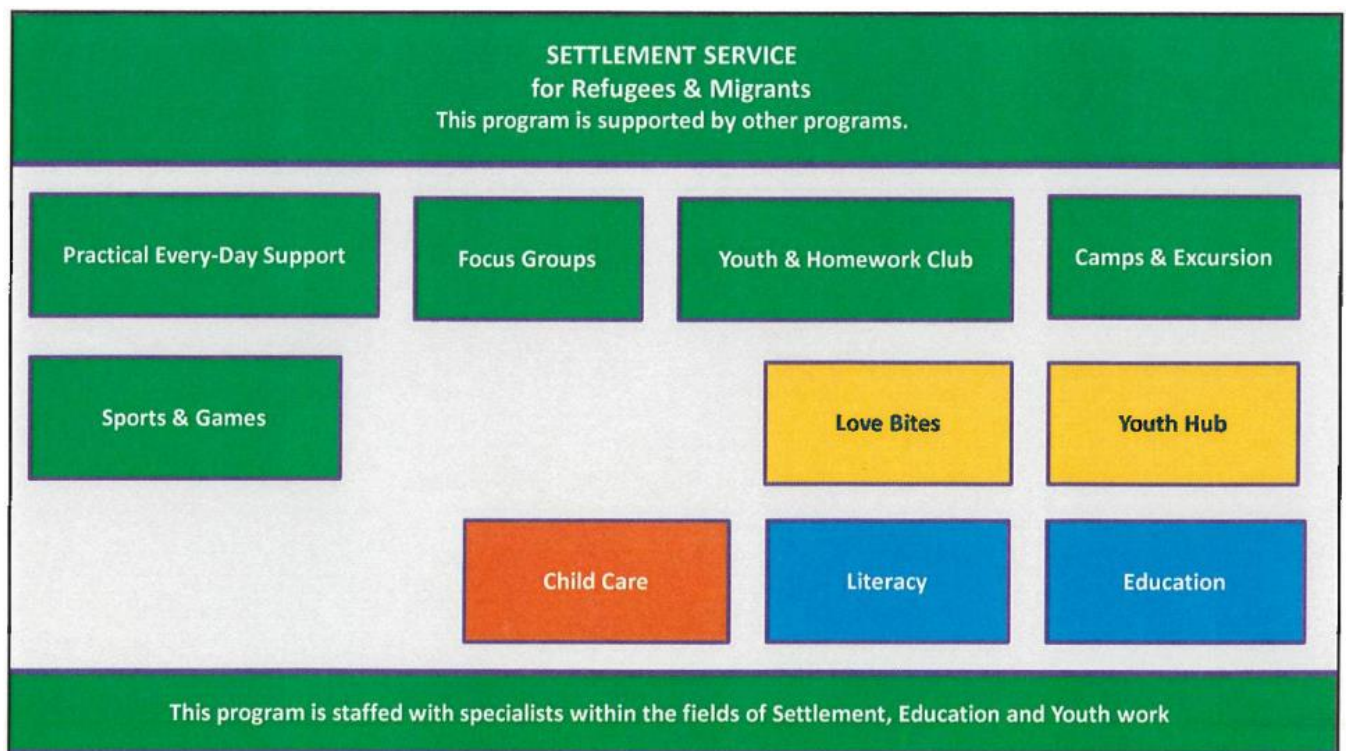 SETTLEMENT SERVICE
for Refugees & Migrants
This program is supported by other programs.
Practical Every-Day Support
Focus Groups
Youth & Homework Club
Camps & Excursion
Sports & Games
Love Bites
Youth Hub
Child Care
Literacy
Education
This program is staffed with specialists within the fields of Settlement, Education and Youth work